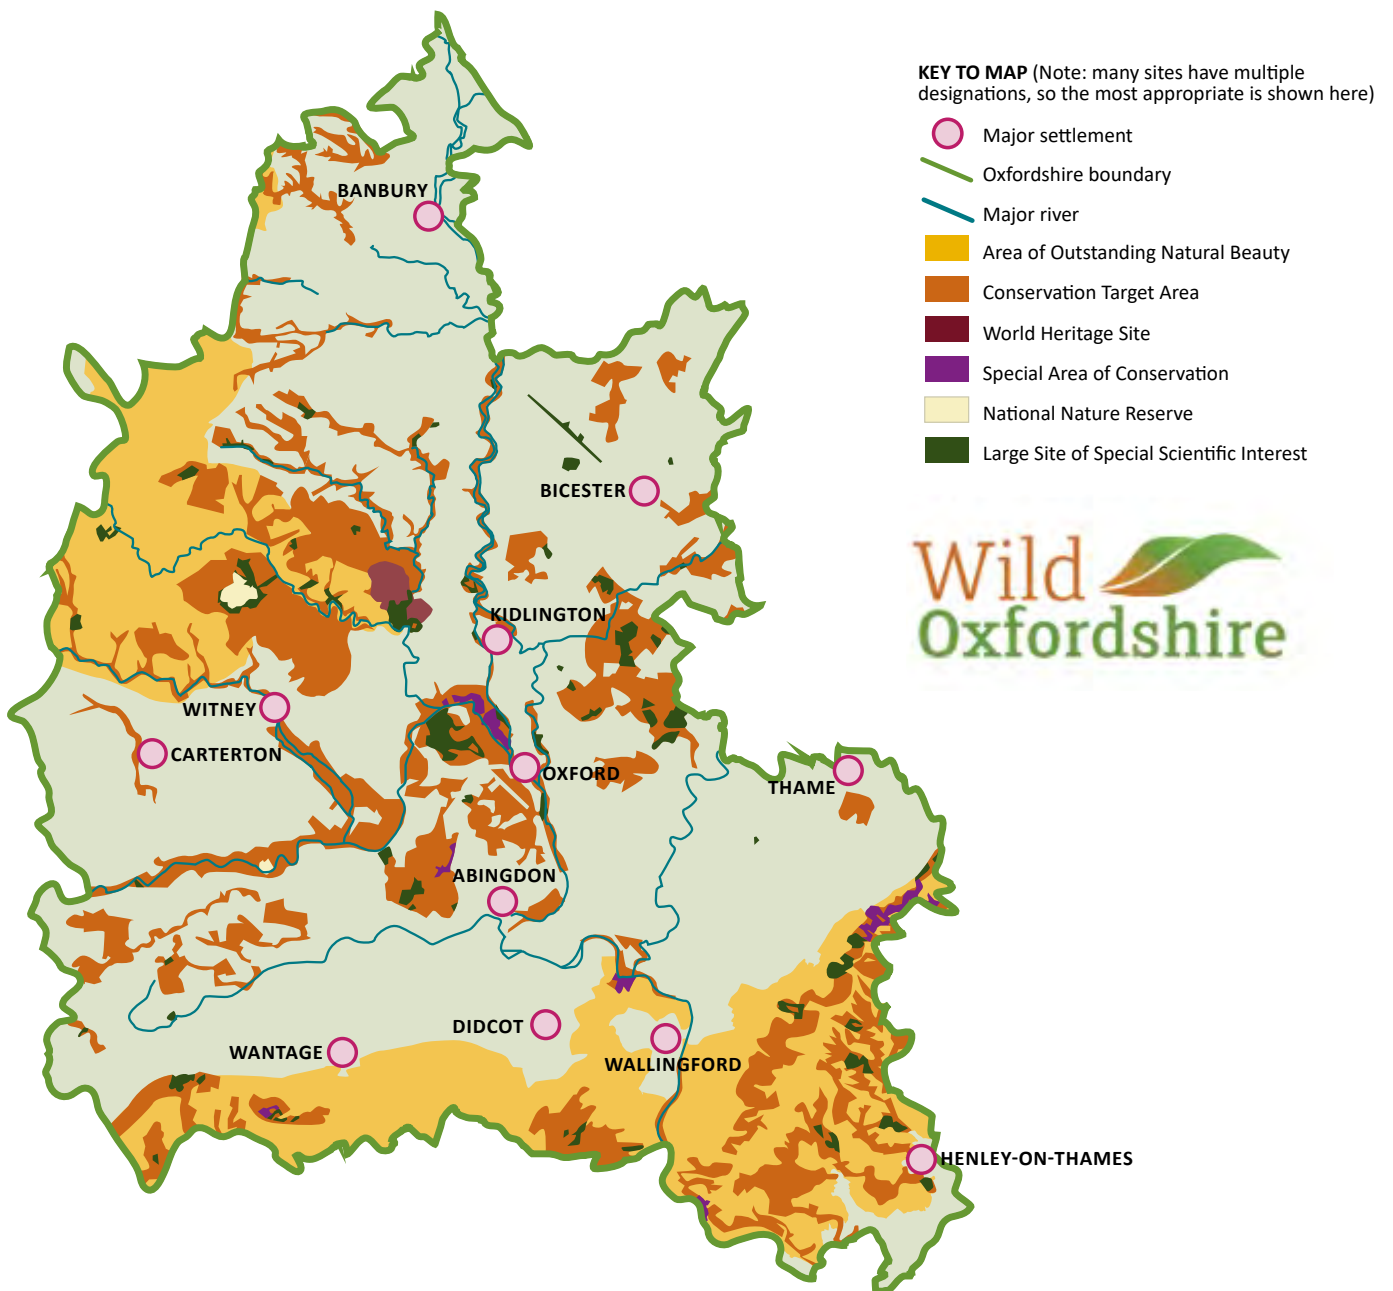 KEY TO MAP (Note: many sites have multiple
designations, so the most appropriate is shown here)
Major settlement
Oxfordshire boundary
Major river
Area of Outstanding Natural Beauty
Conservation Target Area
World Heritage Site
Special Area of Conservation
National Nature Reserve
Large Site of Special Scientific Interest
Wild
Oxfordshire
BANBURY
BICESTER
KIDLINGTON
WITNEY
CARTERTON
OXFORD
THAME
ABINGDON
DIDCOT
WANTAGE
WALLINGFORD
HENLEY-ON-THAMES